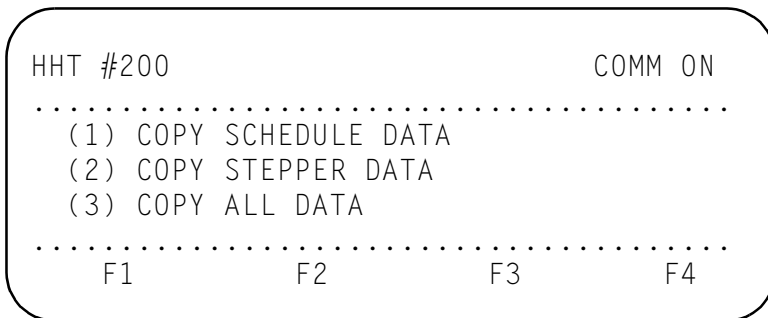 HHT #200 COMM ON
........................................
(1) COPY SCHEDULE DATA
(2) COPY STEPPER DATA
(3) COPY ALL DATA
........................................
F1 F2 F3 F4